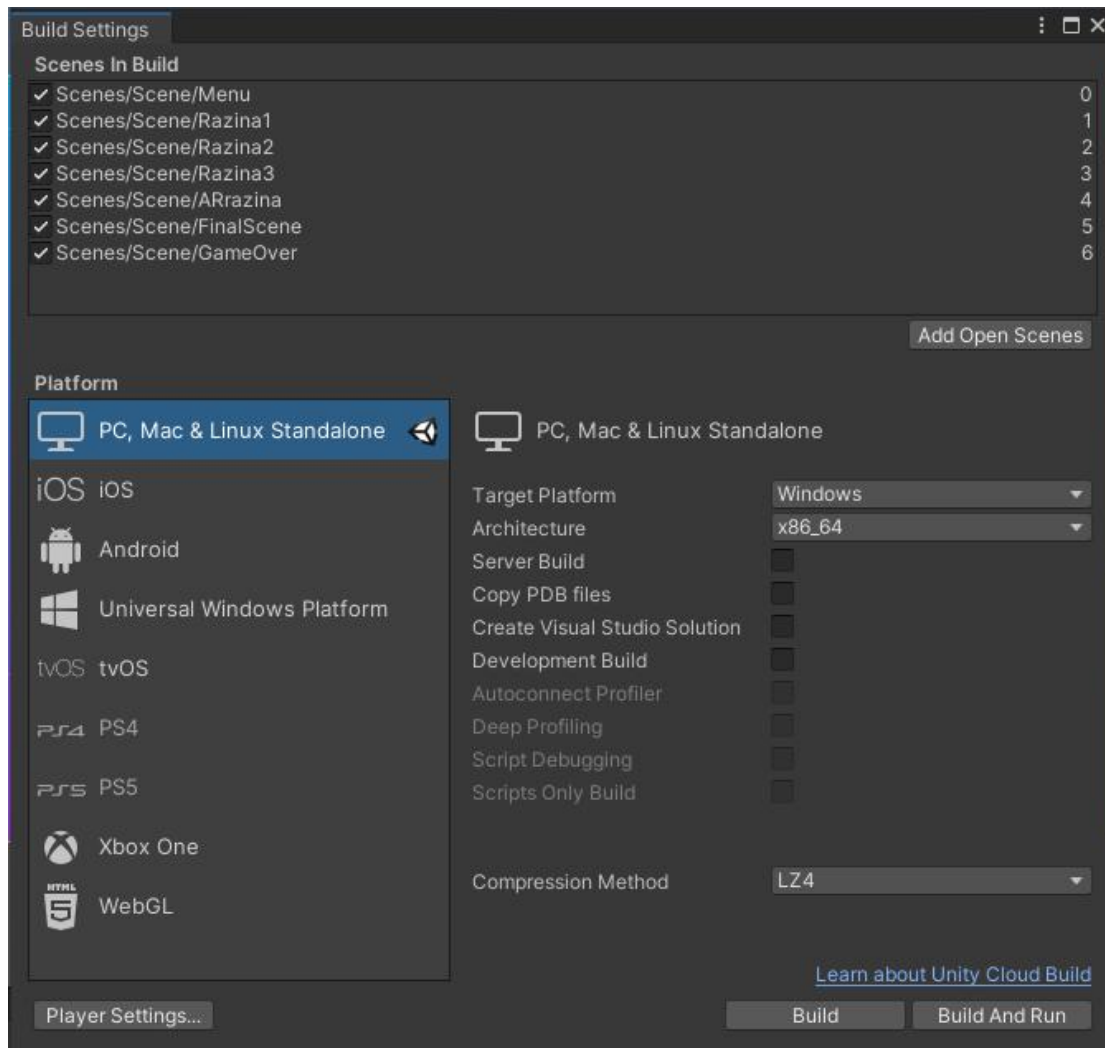 Build Settings
Scenes In Build
Scenes/Scene/Menu 0
Scenes/Scene/Razina1 1
Scenes/Scene/Razina2 2
Scenes/Scene/Razina3 3
Scenes/Scene/ARrazina 4
Scenes/Scene/FinalScene 5
Scenes/Scene/GameOver 6
Add Open Scenes
Platform
PC, Mac & Linux Standalone
iOS iOS
Android
Universal Windows Platform
tvOS tvOS
PS4 PS4
PS5 PS5
Xbox One
HTML 5 WebGL
PC, Mac & Linux Standalone
Target Platform Windows
Architecture x86_64
Server Build
Copy PDB files
Create Visual Studio Solution
Development Build
Autoconnect Profiler
Deep Profiling
Script Debugging
Scripts Only Build
Compression Method LZ4
Learn about Unity Cloud Build
Player Settings... Build Build And Run